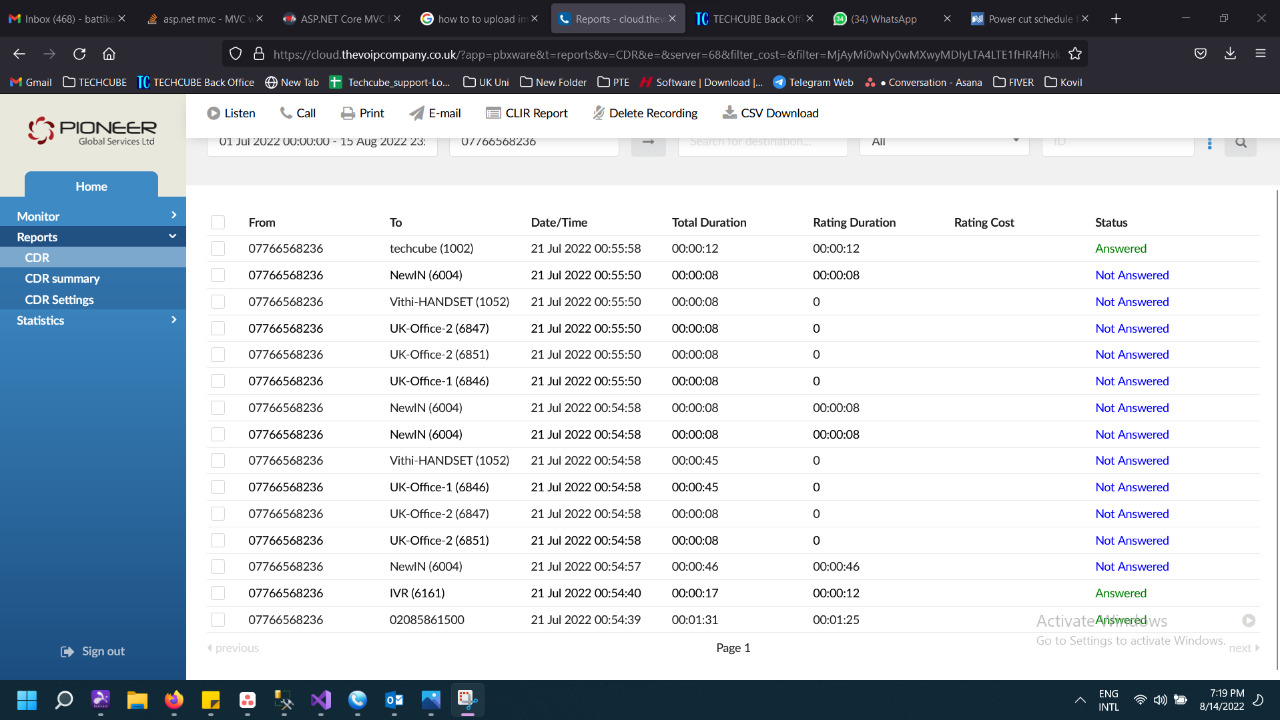 Inbox (468) - battika
asp.net mvc - MVC w
ASP.NET Core MVC
how to to upload im
Reports - cloud.thev
TECHCUBE Back Offi
(34) WhatsApp
Power cut schedule
https://cloud.thevoipcompany.co.uk/?app=pbxware&t=reports&v=CDR&e=&server=68&filter_cost=&filter=MjAyMi0wNy0wMXwyMDIyLTA4LTE1fHR4fHxk
Gmail TECHCUBE TECHCUBE Back Office New Tab Techcube_support-Lo... UK Uni New Folder PTE Software | Download |... Telegram Web • Conversation - Asana FIVER Kovil
PIONEER
Global Services Ltd
Home
Monitor
Reports
CDR
CDR summary
CDR Settings
Statistics
Sign out
Listen Call Print E-mail CLIR Report Delete Recording CSV Download
01 Jul 2022 00:00:00 - 15 Aug 2022 23: 07766568236 Search for destination... All ID
From To Date/Time Total Duration Rating Duration Rating Cost Status
07766568236 techcube (1002) 21 Jul 2022 00:55:58 00:00:12 00:00:12 Answered
07766568236 NewIN (6004) 21 Jul 2022 00:55:50 00:00:08 00:00:08 Not Answered
07766568236 Vithi-HANDSET (1052) 21 Jul 2022 00:55:50 00:00:08 0 Not Answered
07766568236 UK-Office-2 (6847) 21 Jul 2022 00:55:50 00:00:08 0 Not Answered
07766568236 UK-Office-2 (6851) 21 Jul 2022 00:55:50 00:00:08 0 Not Answered
07766568236 UK-Office-1 (6846) 21 Jul 2022 00:55:50 00:00:08 0 Not Answered
07766568236 NewIN (6004) 21 Jul 2022 00:54:58 00:00:08 00:00:08 Not Answered
07766568236 NewIN (6004) 21 Jul 2022 00:54:58 00:00:08 00:00:08 Not Answered
07766568236 Vithi-HANDSET (1052) 21 Jul 2022 00:54:58 00:00:45 0 Not Answered
07766568236 UK-Office-1 (6846) 21 Jul 2022 00:54:58 00:00:45 0 Not Answered
07766568236 UK-Office-2 (6847) 21 Jul 2022 00:54:58 00:00:08 0 Not Answered
07766568236 UK-Office-2 (6851) 21 Jul 2022 00:54:58 00:00:08 0 Not Answered
07766568236 NewIN (6004) 21 Jul 2022 00:54:57 00:00:46 00:00:46 Not Answered
07766568236 IVR (6161) 21 Jul 2022 00:54:40 00:00:17 00:00:12 Answered
07766568236 02085861500 21 Jul 2022 00:54:39 00:01:31 00:01:25 Answered
Activate Windows
Go to Settings to activate Windows.
previous Page 1 next
ENG
INTL
7:19 PM
8/14/2022